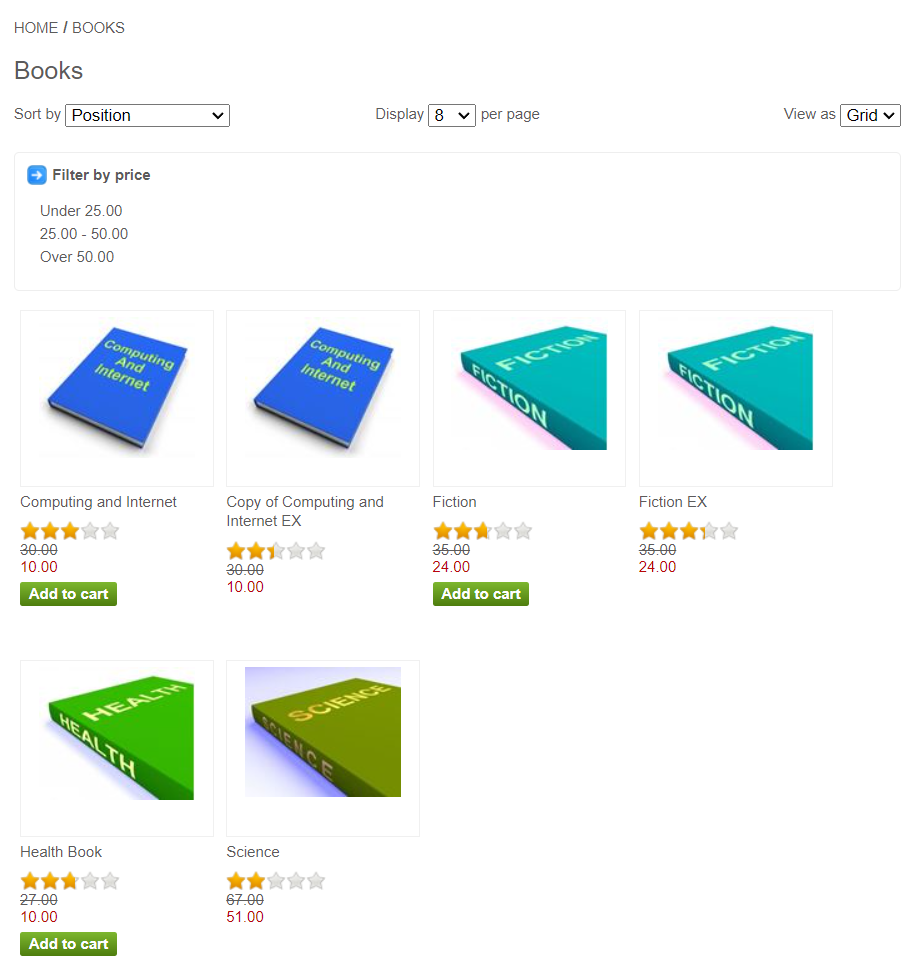 HOME / BOOKS
Books
Sort by Position Display 8 per page View as Grid
Filter by price
Under 25.00
25.00 - 50.00
Over 50.00
Computing
And
Internet
Computing
And
Internet
FICTION
FICTION
FICTION
FICTION
Computing and Internet
30.00
10.00
Add to cart
Copy of Computing and
Internet EX
30.00
10.00
Fiction
35.00
24.00
Add to cart
Fiction EX
35.00
24.00
HEALTH
HEALTH
SCIENCE
SCIENCE
Health Book
27.00
10.00
Add to cart
Science
67.00
51.00